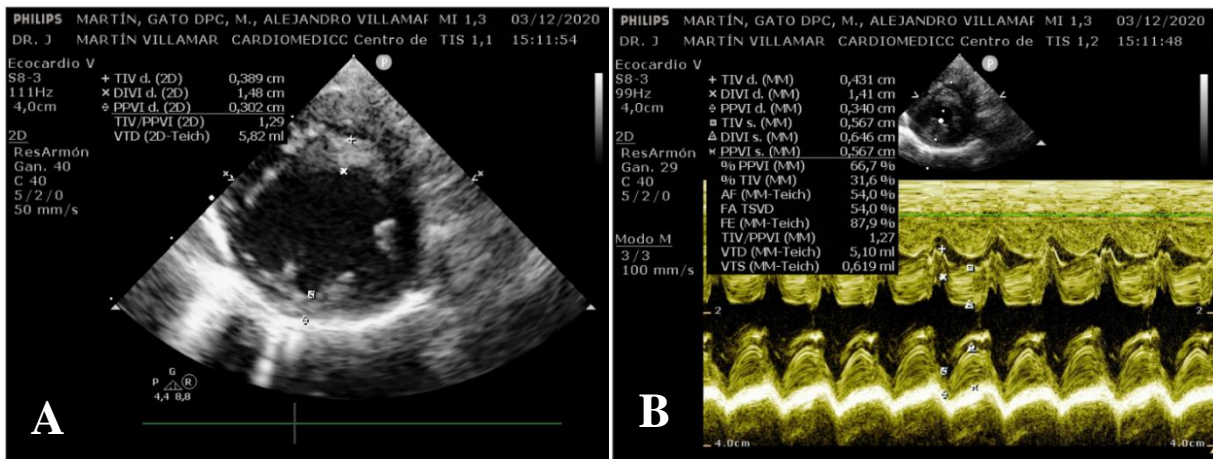 PHILIPS MARTÍN, GATO DPC, M., ALEJANDRO VILLAMAR MI 1,3 03/12/2020
DR. J MARTÍN VILLAMAR CARDIOMEDICC Centro de TIS 1,1 15:11:54
P
Ecocardio V
S8-3
111Hz
4,0cm
+ TIV d. (2D) 0,389 cm
× DIVI d. (2D) 1,48 cm
PPVI d. (2D) 0,302 cm
TIV/PPVI (2D) 1,29
VTD (2D-Teich) 5,82 ml
2D
ResArmón
Gan. 40
C 40
5/2/0
50 mm/s
x
x
G
P R
4,4 8,8
A
PHILIPS MARTÍN, GATO DPC, M., ALEJANDRO VILLAMAR MI 1,3 03/12/2020
DR. J MARTÍN VILLAMAR CARDIOMEDICC Centro de TIS 1,2 15:11:48
P
Ecocardio V
S8-3
99Hz
4,0cm
+ TIV d. (MM) 0,431 cm
× DIVI d. (MM) 1,41 cm
PPVI d. (MM) 0,340 cm
TIV s. (MM) 0,567 cm
DIVI s. (MM) 0,646 cm
PPVI s. (MM) 0,567 cm
% PPVI (MM) 66,7 %
% TIV (MM) 31,6 %
AF (MM-Teich) 54,0 %
FA TSVD 54,0 %
FE (MM-Teich) 87,9 %
TIV/PPVI (MM) 1,27
VTD (MM-Teich) 5,10 ml
VTS (MM-Teich) 0,619 ml
2D
ResArmón
Gan. 29
C 40
5/2/0
Modo M
3/3
100 mm/s
2 2
4.0cm 4.0cm
B